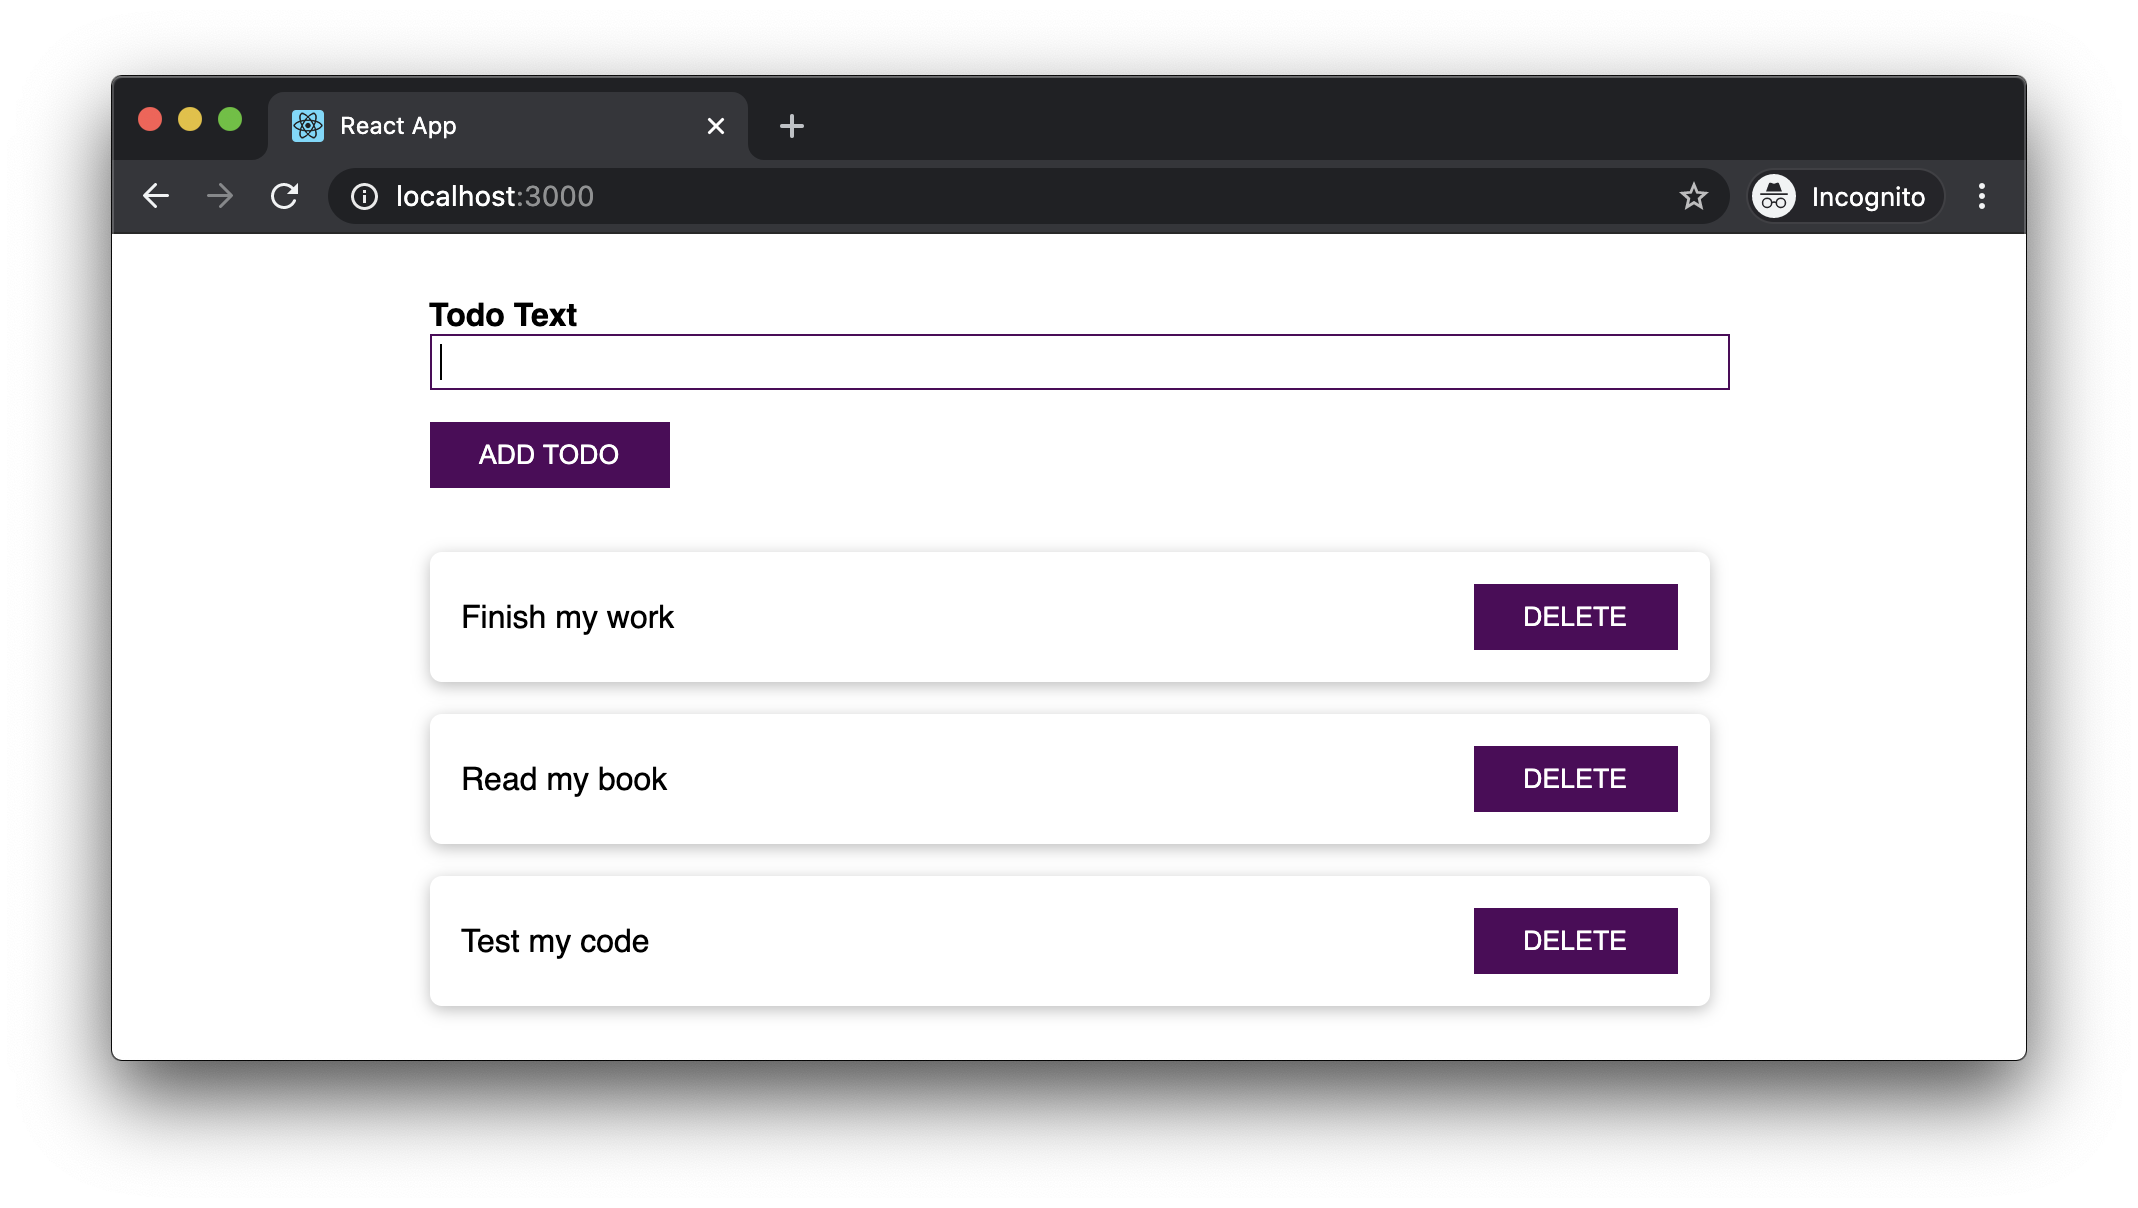 React App
localhost:3000
Incognito
Todo Text
ADD TODO
Finish my work DELETE
Read my book DELETE
Test my code DELETE